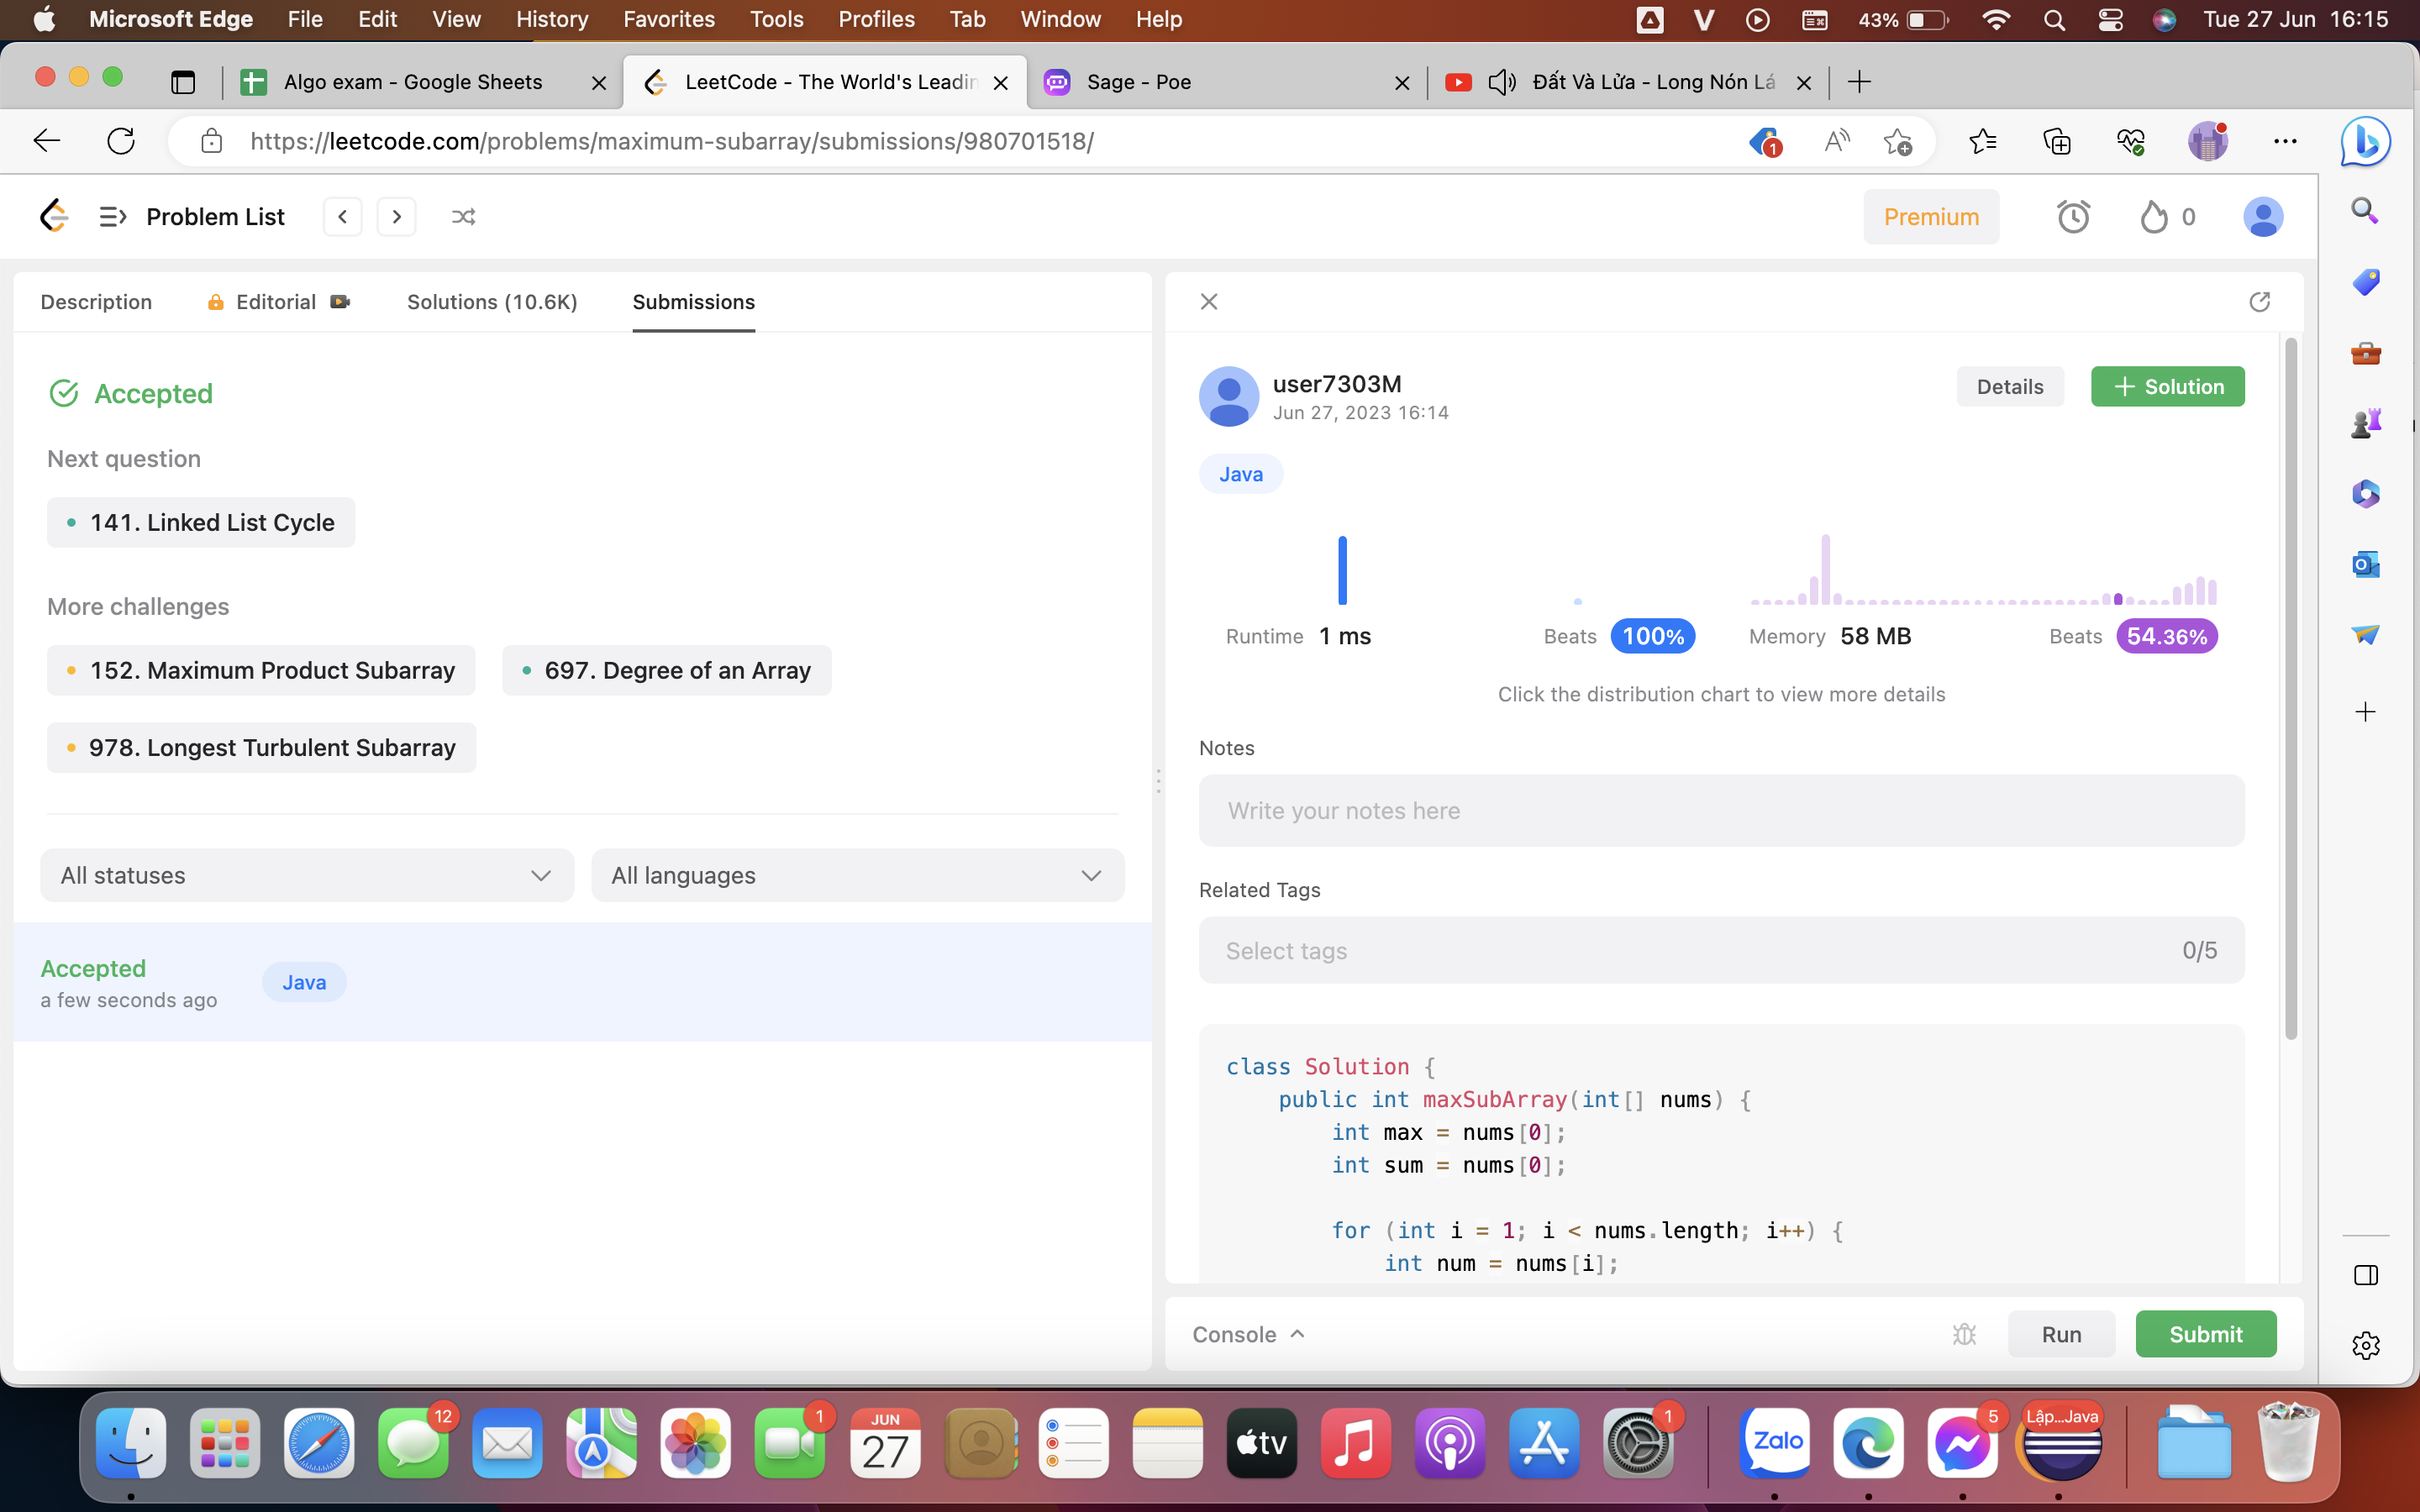 Microsoft Edge File Edit View History Favorites Tools Profiles Tab Window Help 43% Tue 27 Jun 16:15
Algo exam - Google Sheets LeetCode - The World's Leadin Sage - Poe Đất Và Lửa - Long Nón Lá
https://leetcode.com/problems/maximum-subarray/submissions/980701518/ 1
Problem List Premium 0
Description Editorial Solutions (10.6K) Submissions
Accepted
Next question
141. Linked List Cycle
More challenges
152. Maximum Product Subarray 697. Degree of an Array
978. Longest Turbulent Subarray
All statuses All languages
Accepted
a few seconds ago
Java
user7303M
Jun 27, 2023 16:14
Details + Solution
Java
Runtime 1 ms Beats 100% Memory 58 MB Beats 54.36%
Click the distribution chart to view more details
Notes
Write your notes here
Related Tags
Select tags 0/5
class Solution {
public int maxSubArray(int[] nums) {
int max = nums[0];
int sum = nums[0];
for (int i = 1; i < nums.length; i++) {
int num = nums[i];
Console Run Submit
12 1 JUN 27 tv 1 Zalo 5 Lập...Java